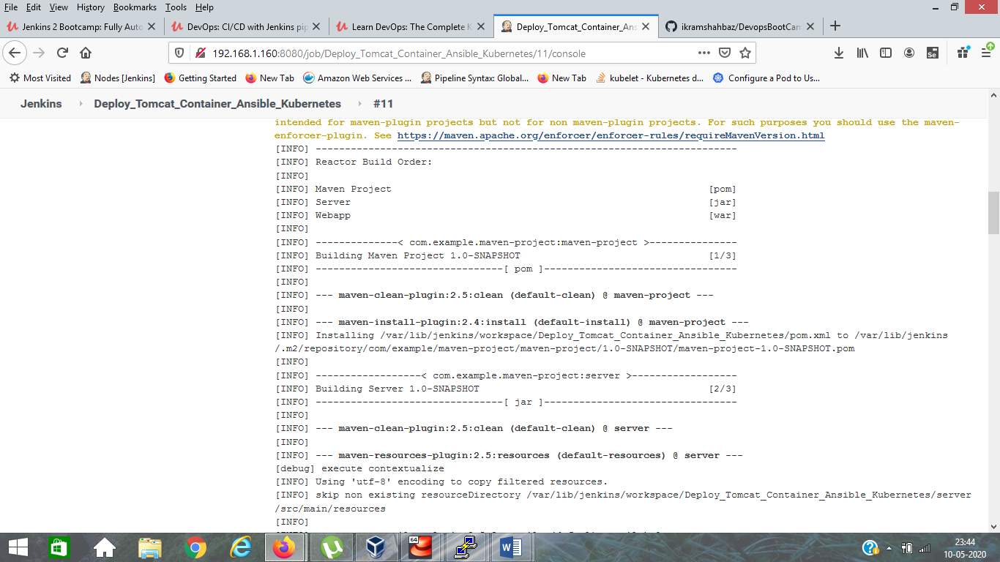 File Edit View History Bookmarks Tools Help
Jenkins 2 Bootcamp: Fully Auto
DevOps: CI/CD with Jenkins pip
Learn DevOps: The Complete K
Deploy_Tomcat_Container_Ans
ikramshahbaz/DevopsBootCam
192.168.1.160:8080/job/Deploy_Tomcat_Container_Ansible_Kubernetes/11/console
Se
Most Visited
Nodes [Jenkins]
Getting Started
New Tab
Amazon Web Services ...
Pipeline Syntax: Global...
New Tab
kubelet - Kubernetes d...
Configure a Pod to Us...
Jenkins Deploy_Tomcat_Container_Ansible_Kubernetes #11
intended for maven-plugin projects but not for non maven-plugin projects. For such purposes you should use the maven-
enforcer-plugin. See https://maven.apache.org/enforcer/enforcer-rules/requireMavenVersion.html
[INFO] ------------------------------------------------------------------------
[INFO] Reactor Build Order:
[INFO]
[INFO] Maven Project [pom]
[INFO] Server [jar]
[INFO] Webapp [war]
[INFO]
[INFO] --------------< com.example.maven-project:maven-project >---------------
[INFO] Building Maven Project 1.0-SNAPSHOT [1/3]
[INFO] --------------------------------[ pom ]---------------------------------
[INFO]
[INFO] --- maven-clean-plugin:2.5:clean (default-clean) @ maven-project ---
[INFO]
[INFO] --- maven-install-plugin:2.4:install (default-install) @ maven-project ---
[INFO] Installing /var/lib/jenkins/workspace/Deploy_Tomcat_Container_Ansible_Kubernetes/pom.xml to /var/lib/jenkins
/.m2/repository/com/example/maven-project/maven-project/1.0-SNAPSHOT/maven-project-1.0-SNAPSHOT.pom
[INFO]
[INFO] ------------------< com.example.maven-project:server >------------------
[INFO] Building Server 1.0-SNAPSHOT [2/3]
[INFO] --------------------------------[ jar ]---------------------------------
[INFO]
[INFO] --- maven-clean-plugin:2.5:clean (default-clean) @ server ---
[INFO]
[INFO] --- maven-resources-plugin:2.5:resources (default-resources) @ server ---
[debug] execute contextualize
[INFO] Using 'utf-8' encoding to copy filtered resources.
[INFO] skip non existing resourceDirectory /var/lib/jenkins/workspace/Deploy_Tomcat_Container_Ansible_Kubernetes/server
/src/main/resources
[INFO]
64
23:44
10-05-2020